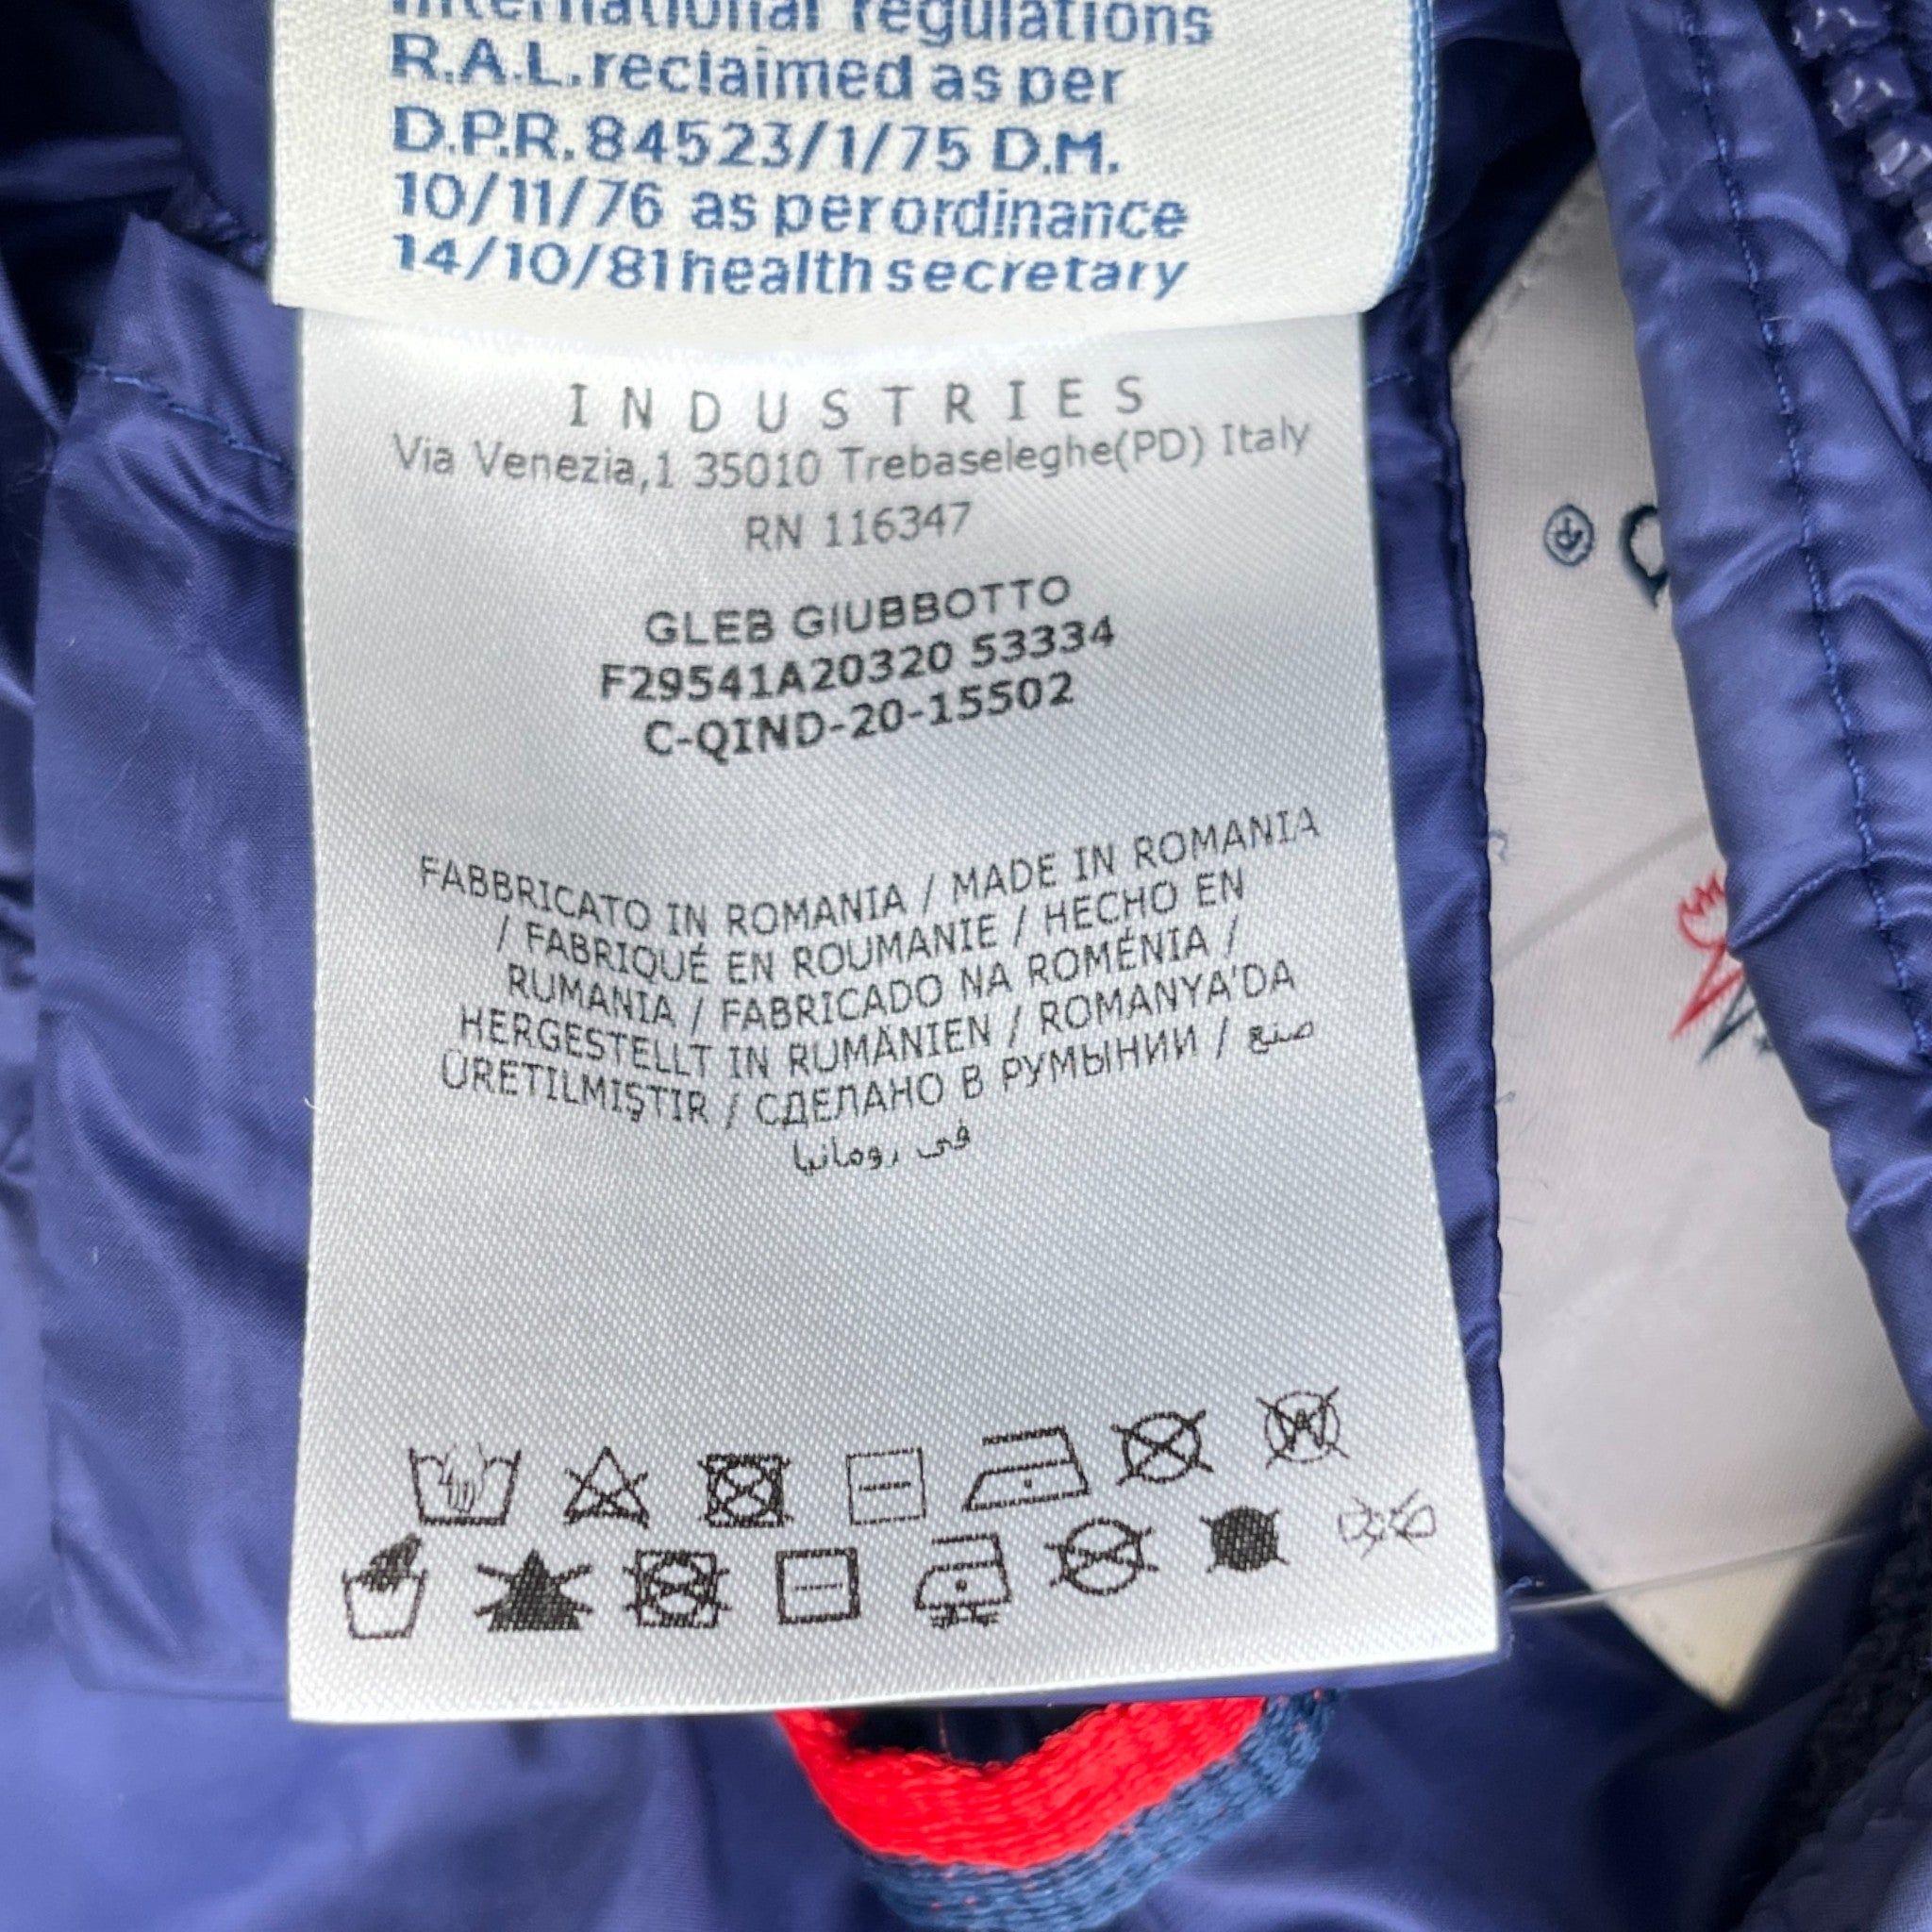 international regulations
R.A.L. reclaimed as per
D.P.R. 84523/1/75 D.M.
10/11/76 as per ordinance
14/10/81 health secretary
INDUSTRIES
Via Venezia,1 35010 Trebaseleghe(PD) Italy
RN 116347
GLEB GIUBBOTTO
F29541A20320 53334
C-QIND-20-15502
FABBRICATO IN ROMANIA / MADE IN ROMANIA
/ FABRIQUÉ EN ROUMANIE / HECHO EN
RUMANIA / FABRICADO NA ROMÉNIA /
HERGESTELLT IN RUMÄNIEN / ROMANYA'DA
ÜRETILMIŞTIR / СДЕЛАНО В РУМЫНИИ / صنع
في رومانيا
W